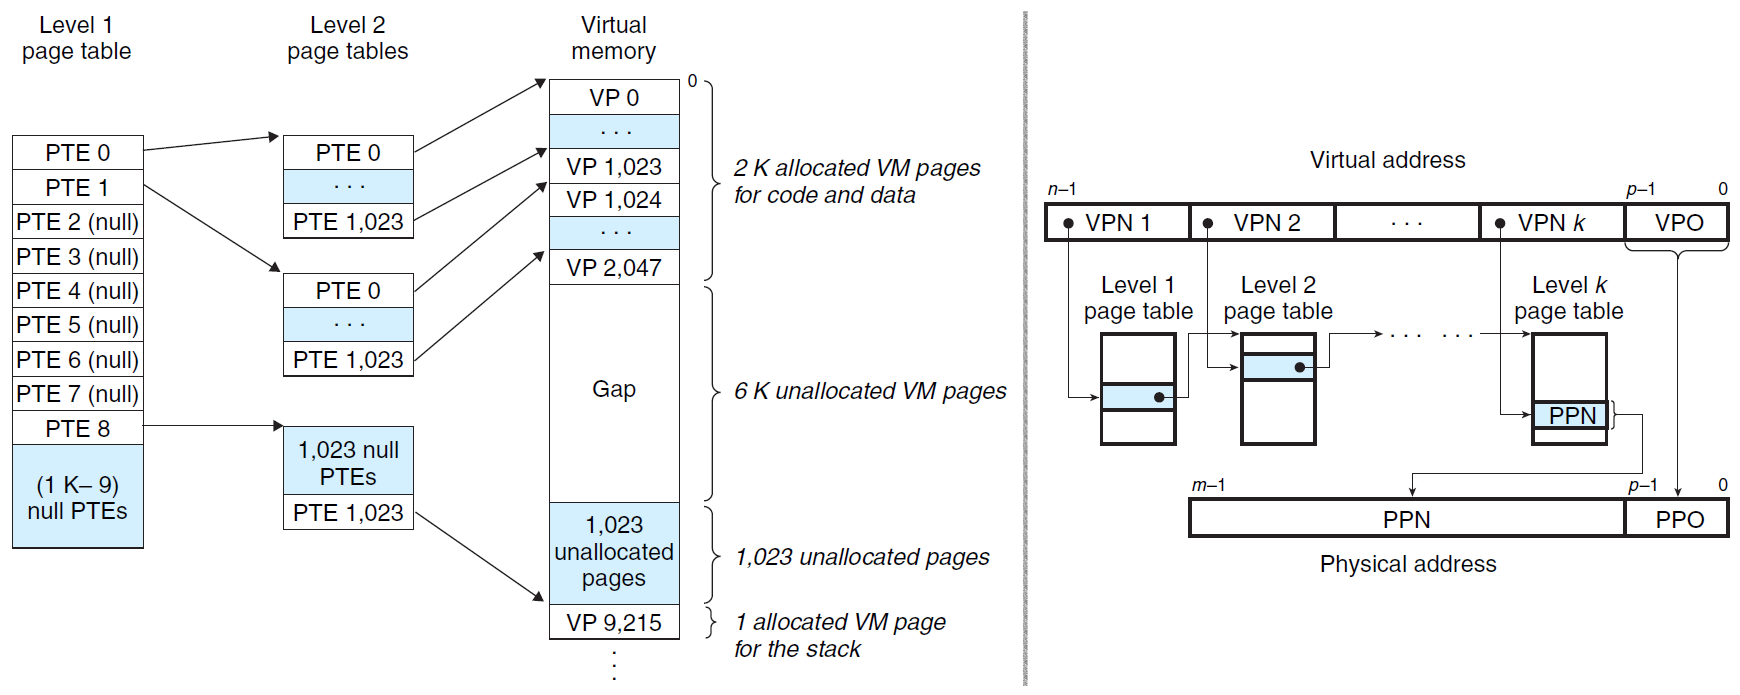 Level 1
page table
Level 2
page tables
Virtual
memory
PTE 0
PTE 1
PTE 2 (null)
PTE 3 (null)
PTE 4 (null)
PTE 5 (null)
PTE 6 (null)
PTE 7 (null)
PTE 8
(1 K– 9)
null PTEs
PTE 0
· · ·
PTE 1,023
PTE 0
· · ·
PTE 1,023
1,023 null
PTEs
PTE 1,023
0
VP 0
· · ·
VP 1,023
VP 1,024
· · ·
VP 2,047
Gap
1,023
unallocated
pages
VP 9,215
·
·
·
2 K allocated VM pages
for code and data
6 K unallocated VM pages
1,023 unallocated pages
1 allocated VM page
for the stack
Virtual address
n–1 p–1 0
VPN 1 VPN 2 · · · VPN k VPO
Level 1
page table
Level 2
page table
· · · · · ·
Level k
page table
PPN
m–1 p–1 0
PPN PPO
Physical address